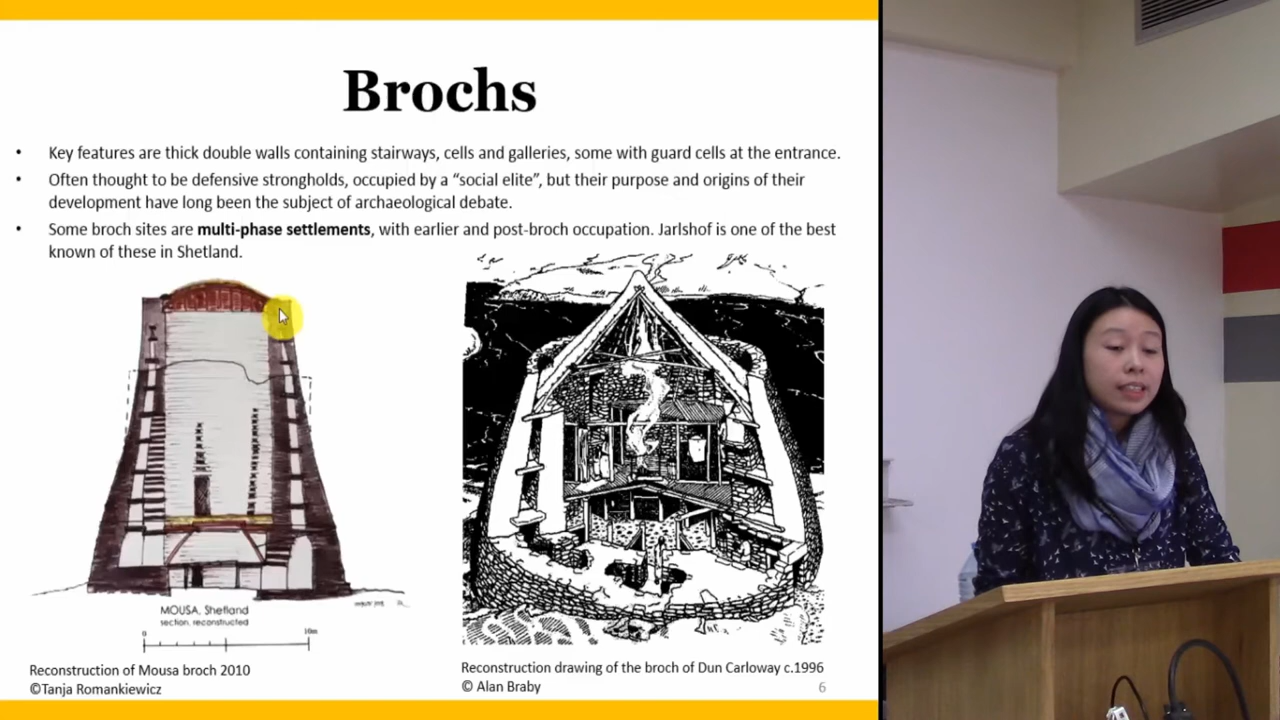 Brochs
• Key features are thick double walls containing stairways, cells and galleries, some with guard cells at the entrance.
• Often thought to be defensive strongholds, occupied by a “social elite”, but their purpose and origins of their
development have long been the subject of archaeological debate.
• Some broch sites are multi-phase settlements, with earlier and post-broch occupation. Jarlshof is one of the best
known of these in Shetland.
MOUSA, Shetland
section, reconstructed
0 10m
Reconstruction of Mousa broch 2010
©Tanja Romankiewicz
Reconstruction drawing of the broch of Dun Carloway c.1996
© Alan Braby
6